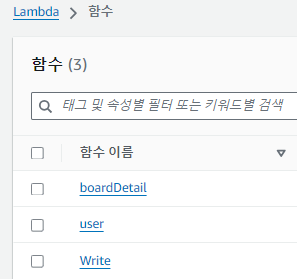 Lambda > 함수
함수 (3)
태그 및 속성별 필터 또는 키워드별 검색
함수 이름
boardDetail
user
Write